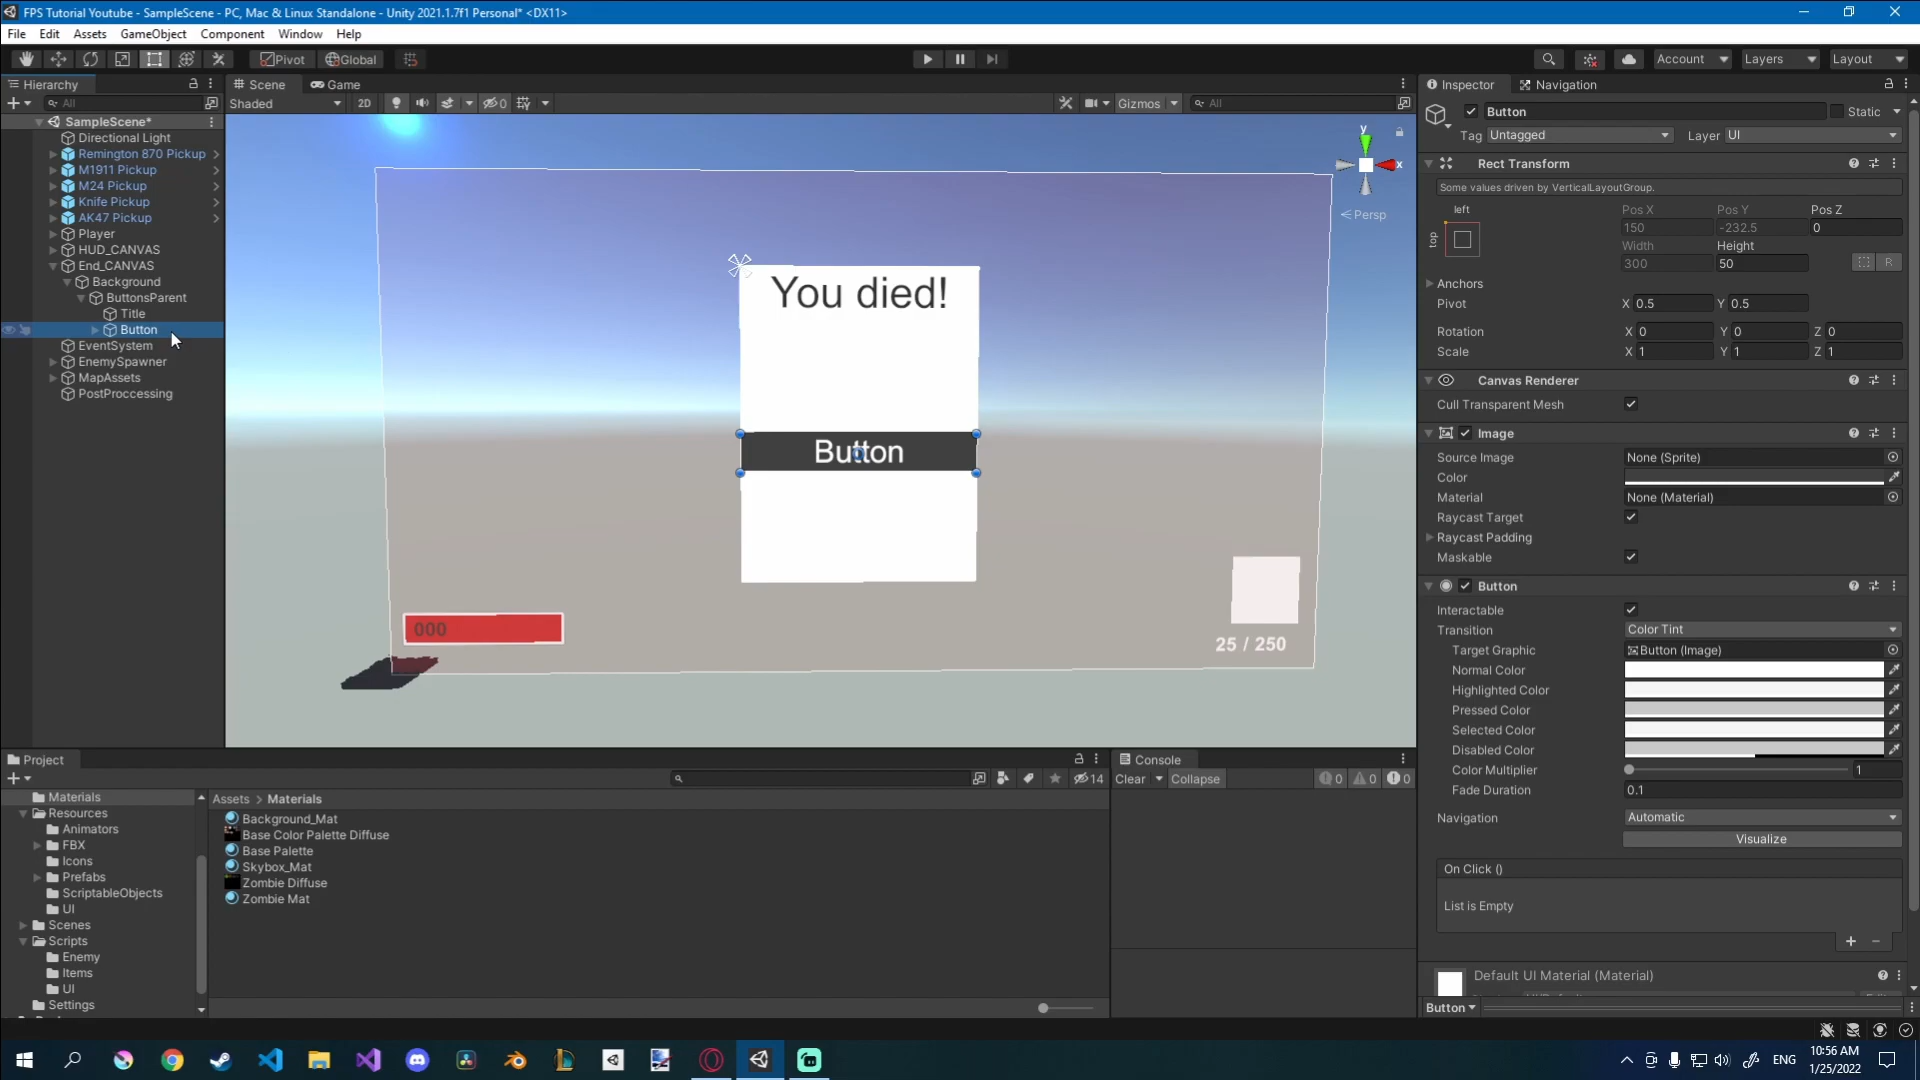 FPS Tutorial Youtube - SampleScene - PC, Mac & Linux Standalone - Unity 2021.1.7f1 Personal* <DX11>
File Edit Assets GameObject Component Window Help
Pivot Global Account Layers Layout
Hierarchy
All
SampleScene*
Directional Light
Remington 870 Pickup
M1911 Pickup
M24 Pickup
Knife Pickup
AK47 Pickup
Player
HUD_CANVAS
End_CANVAS
Background
ButtonsParent
Title
Button
EventSystem
EnemySpawner
MapAssets
PostProccessing
Scene Game
Shaded 2D 0 Gizmos All
y
x
Persp
You died!
Button
000
25 / 250
Inspector Navigation
Button Static
Tag Untagged Layer UI
Rect Transform
Some values driven by VerticalLayoutGroup.
left Pos X Pos Y Pos Z
top 150 -232.5 0
Width Height
300 50 R
Anchors
Pivot X 0.5 Y 0.5
Rotation X 0 Y 0 Z 0
Scale X 1 Y 1 Z 1
Canvas Renderer
Cull Transparent Mesh
Image
Source Image None (Sprite)
Color
Material None (Material)
Raycast Target
Raycast Padding
Maskable
Button
Interactable
Transition Color Tint
Target Graphic Button (Image)
Normal Color
Highlighted Color
Pressed Color
Selected Color
Disabled Color
Color Multiplier 1
Fade Duration 0.1
Navigation Automatic
Visualize
On Click ()
List is Empty
Default UI Material (Material)
Button
Project
14
Materials
Resources
Animators
FBX
Icons
Prefabs
ScriptableObjects
UI
Scenes
Scripts
Enemy
Items
UI
Settings
Assets > Materials
Background_Mat
Base Color Palette Diffuse
Base Palette
Skybox_Mat
Zombie Diffuse
Zombie Mat
Console
Clear Collapse 0 0 0
ENG
10:56 AM
1/25/2022